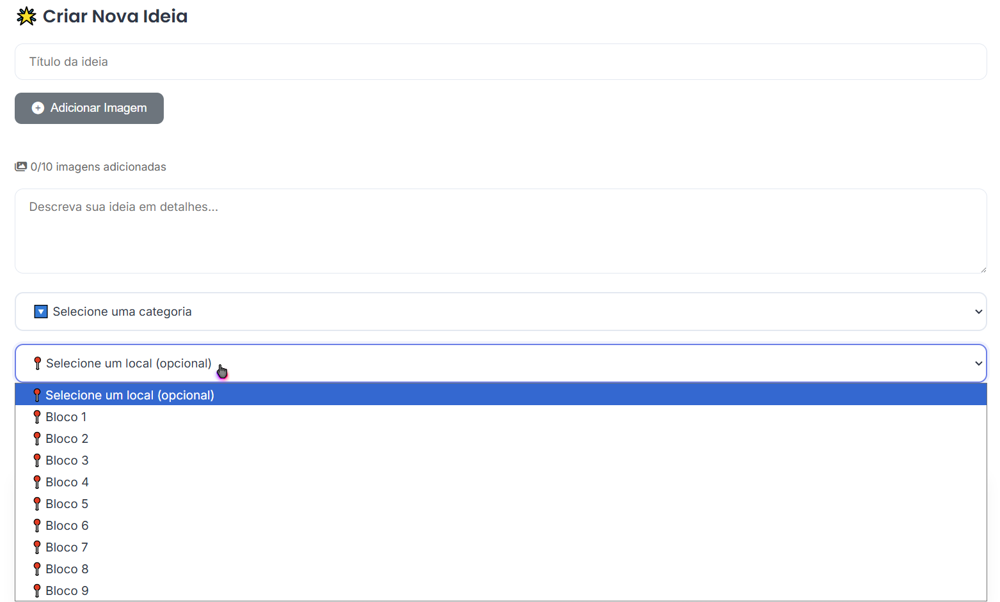 Criar Nova Ideia
Título da ideia
Adicionar Imagem
0/10 imagens adicionadas
Descreva sua ideia em detalhes...
Selecione uma categoria
Selecione um local (opcional)
Selecione um local (opcional)
Bloco 1
Bloco 2
Bloco 3
Bloco 4
Bloco 5
Bloco 6
Bloco 7
Bloco 8
Bloco 9